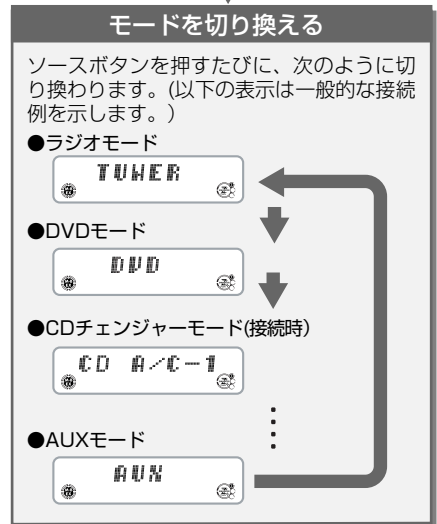 モードを切り換える
ソースボタンを押すたびに、次のように切
り換わります。(以下の表示は一般的な接続
例を示します。)
●ラジオモード
TUNER
●DVDモード
DVD
●CDチェンジャーモード(接続時)
CD A/C-1
●AUXモード
AUX